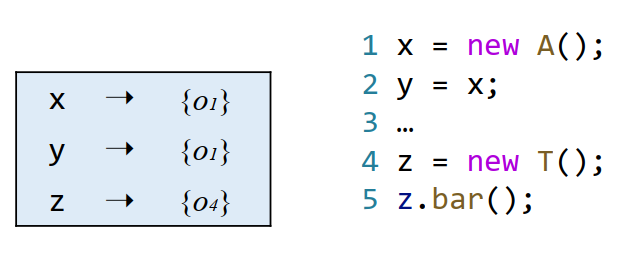 x → {o1}
y → {o1}
z → {o4}
1 x = new A();
2 y = x;
3 …
4 z = new T();
5 z.bar();